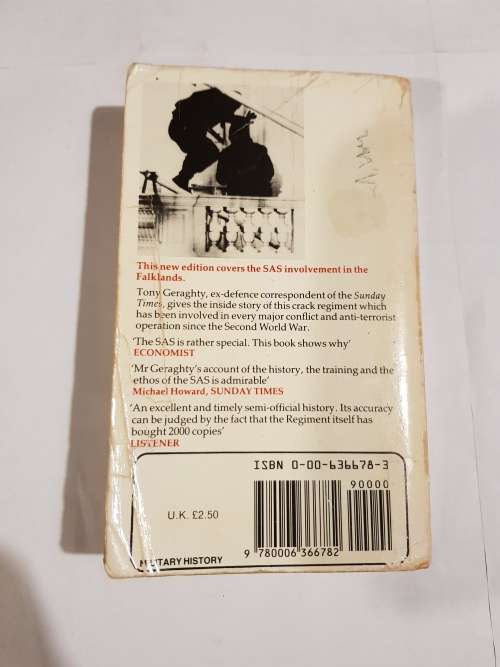 This new edition covers the SAS involvement in the
Falklands.
Tony Geraghty, ex-defence correspondent of the Sunday
Times, gives the inside story of this crack regiment which
has been involved in every major conflict and anti-terrorist
operation since the Second World War.
'The SAS is rather special. This book shows why'
ECONOMIST
'Mr Geraghty's account of the history, the training and the
ethos of the SAS is admirable'
Michael Howard, SUNDAY TIMES
'An excellent and timely semi-official history. Its accuracy
can be judged by the fact that the Regiment itself has
bought 2000 copies'
LISTENER
ISBN 0-00-636678-3
90000
U.K. £2.50
9 780006 366782
MILITARY HISTORY